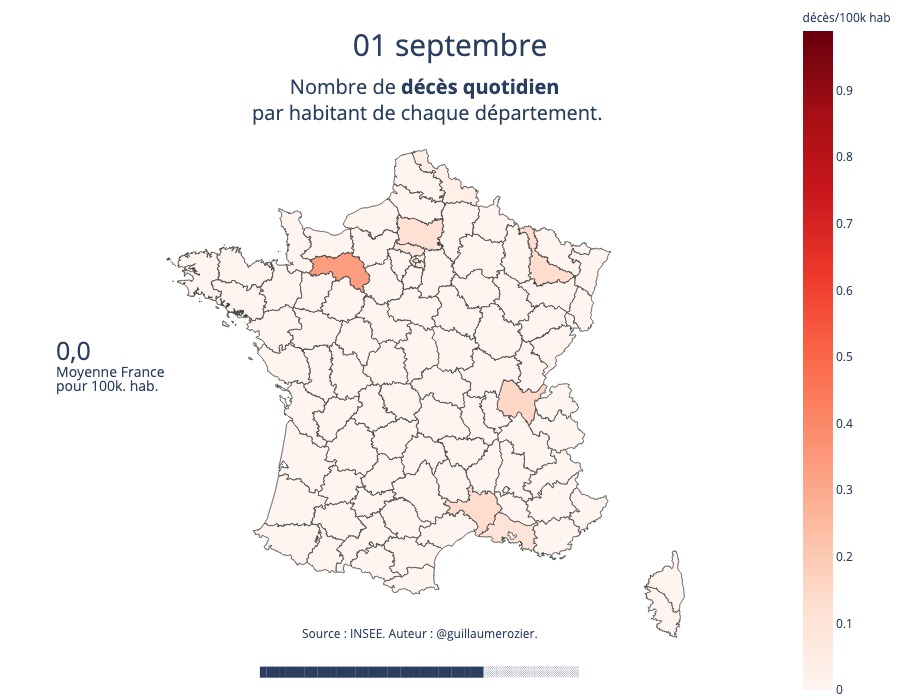 décès/100k hab
01 septembre
Nombre de décès quotidien
par habitant de chaque département.
0.9
0.8
0.7
0.6
0.5
0.4
0.3
0.2
0.1
0
0,0
Moyenne France
pour 100k. hab.
Source : INSEE. Auteur : @guillaumerozier.